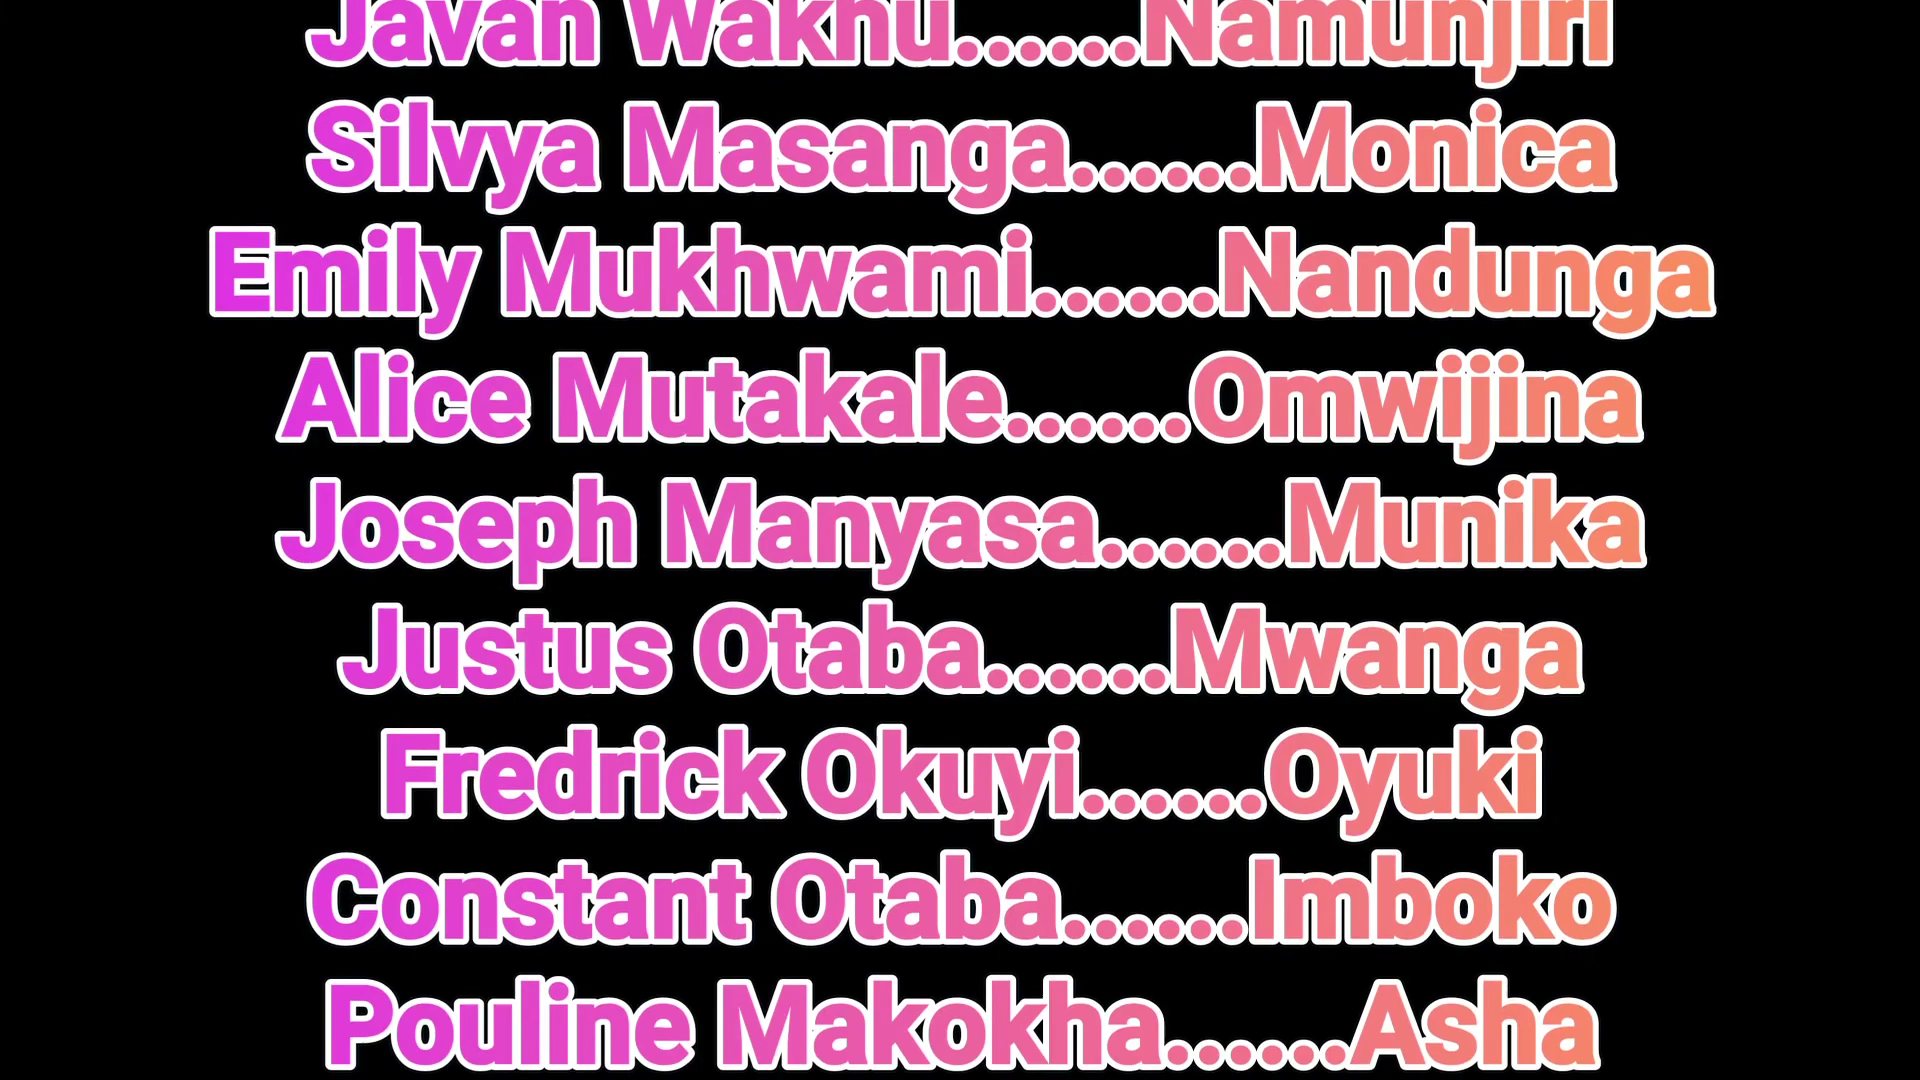 Javan Wakhu......Namunjiri
Silvya Masanga......Monica
Emily Mukhwami......Nandunga
Alice Mutakale......Omwijina
Joseph Manyasa......Munika
Justus Otaba......Mwanga
Fredrick Okuyi......Oyuki
Constant Otaba......Imboko
Pouline Makokha......Asha